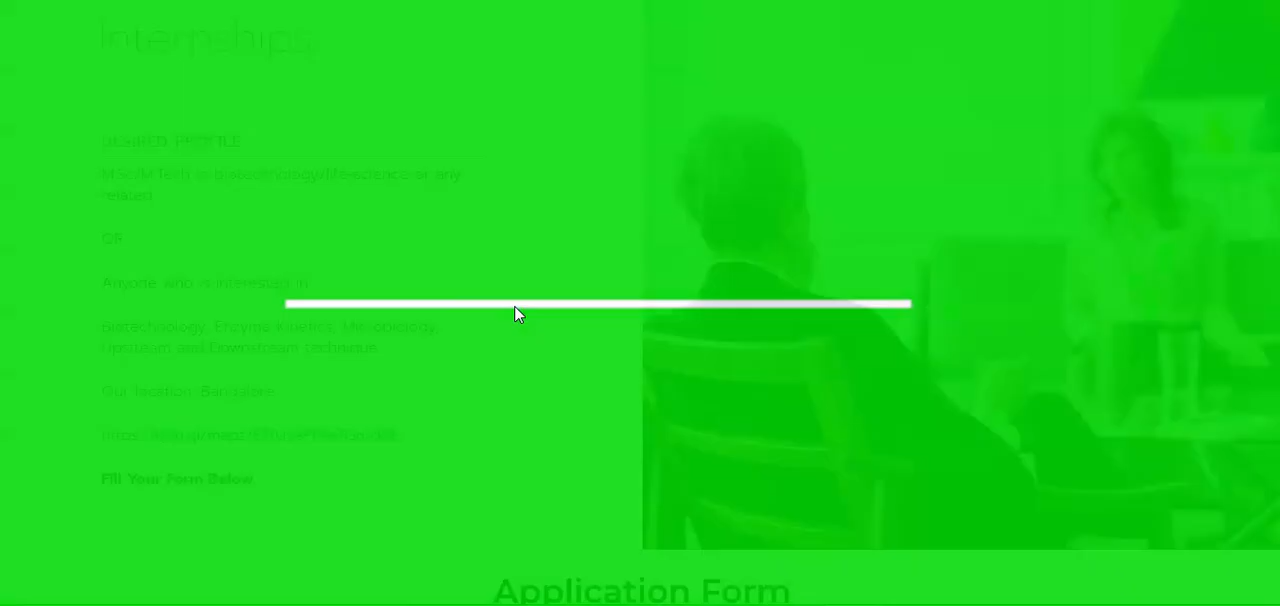 Internships
DESIRED PROFILE
M.Sc/M.Tech in biotechnology/life-science or any
related
OR
Anyone who is interested in
Biotechnology, Enzyme Kinetics, Microbiology,
Upstream and Downstream technique.
Our location: Bangalore
Fill Your Form Below
Application Form